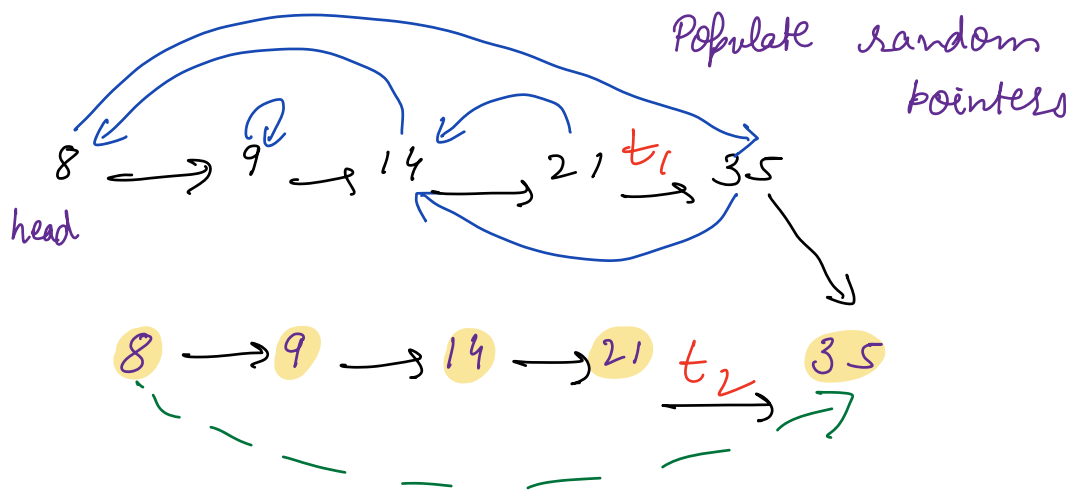 Populate random
pointers
8 9 14 21 t1 35
head
8 9 14 21 t2 35